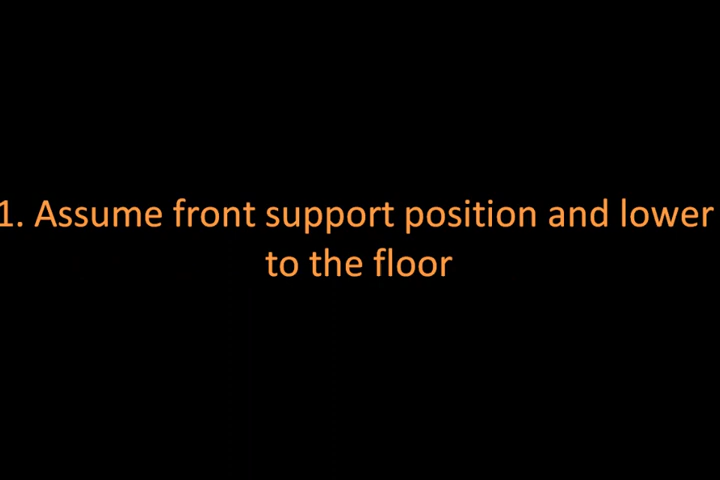 1. Assume front support position and lower
to the floor